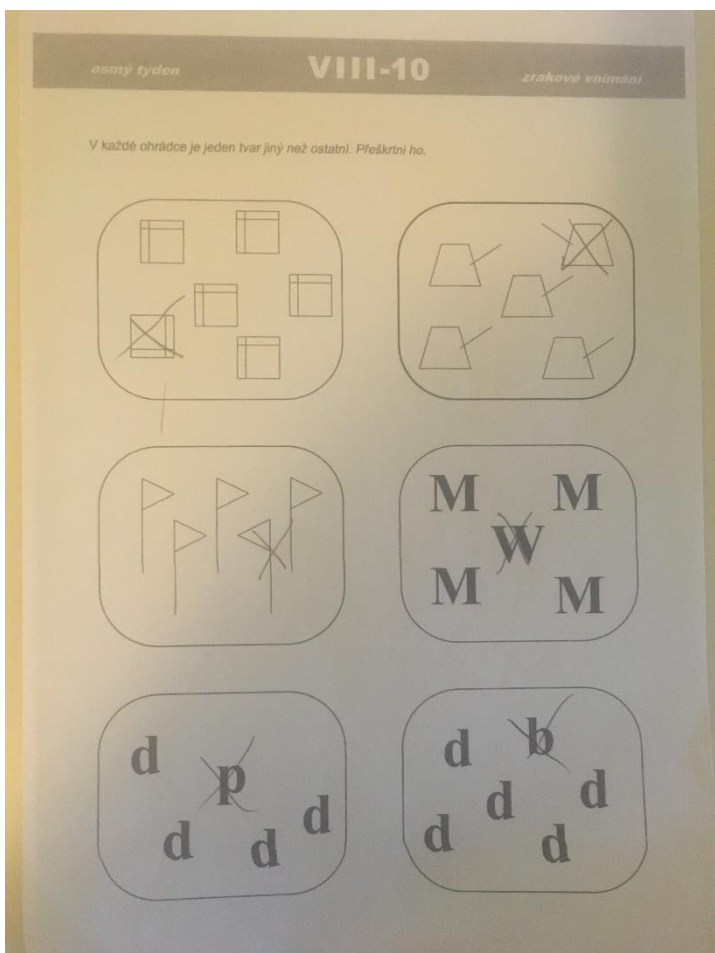 osmý týden VIII-10 zrakové vnímání
V každé ohrádce je jeden tvar jiný než ostatní. Přeškrtni ho.
M M
W
M M
d p
d d d
d b
d d
d d